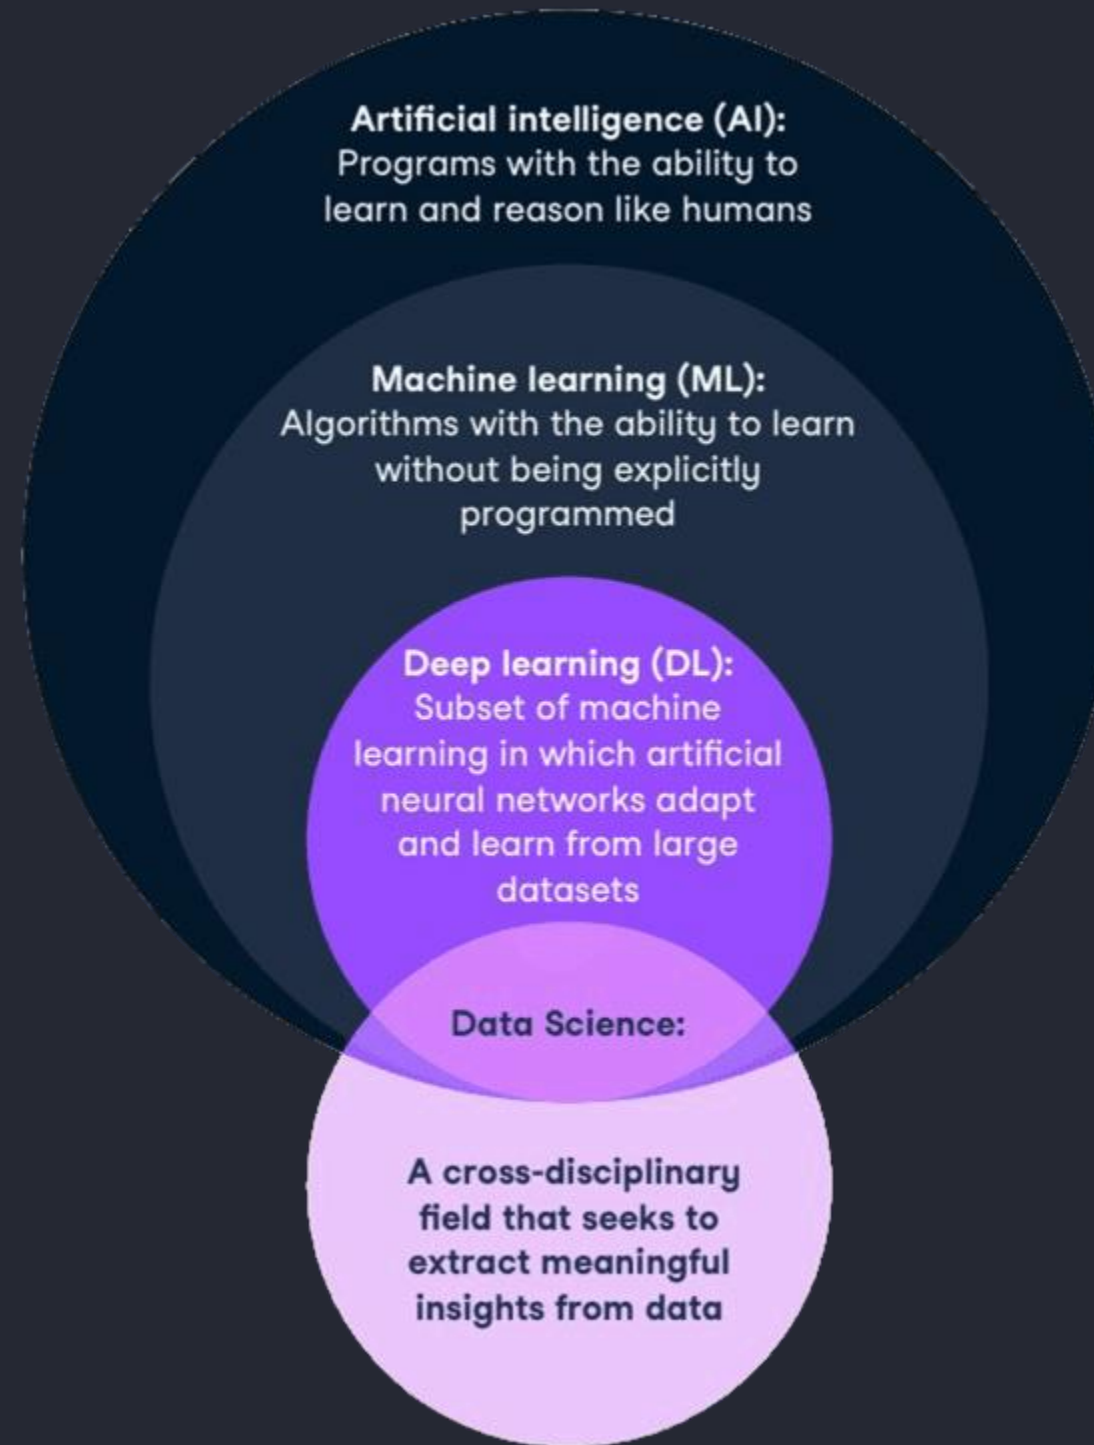 Artificial intelligence (AI):
Programs with the ability to
learn and reason like humans
Machine learning (ML):
Algorithms with the ability to learn
without being explicitly
programmed
Deep learning (DL):
Subset of machine
learning in which artificial
neural networks adapt
and learn from large
datasets
Data Science:
A cross-disciplinary
field that seeks to
extract meaningful
insights from data